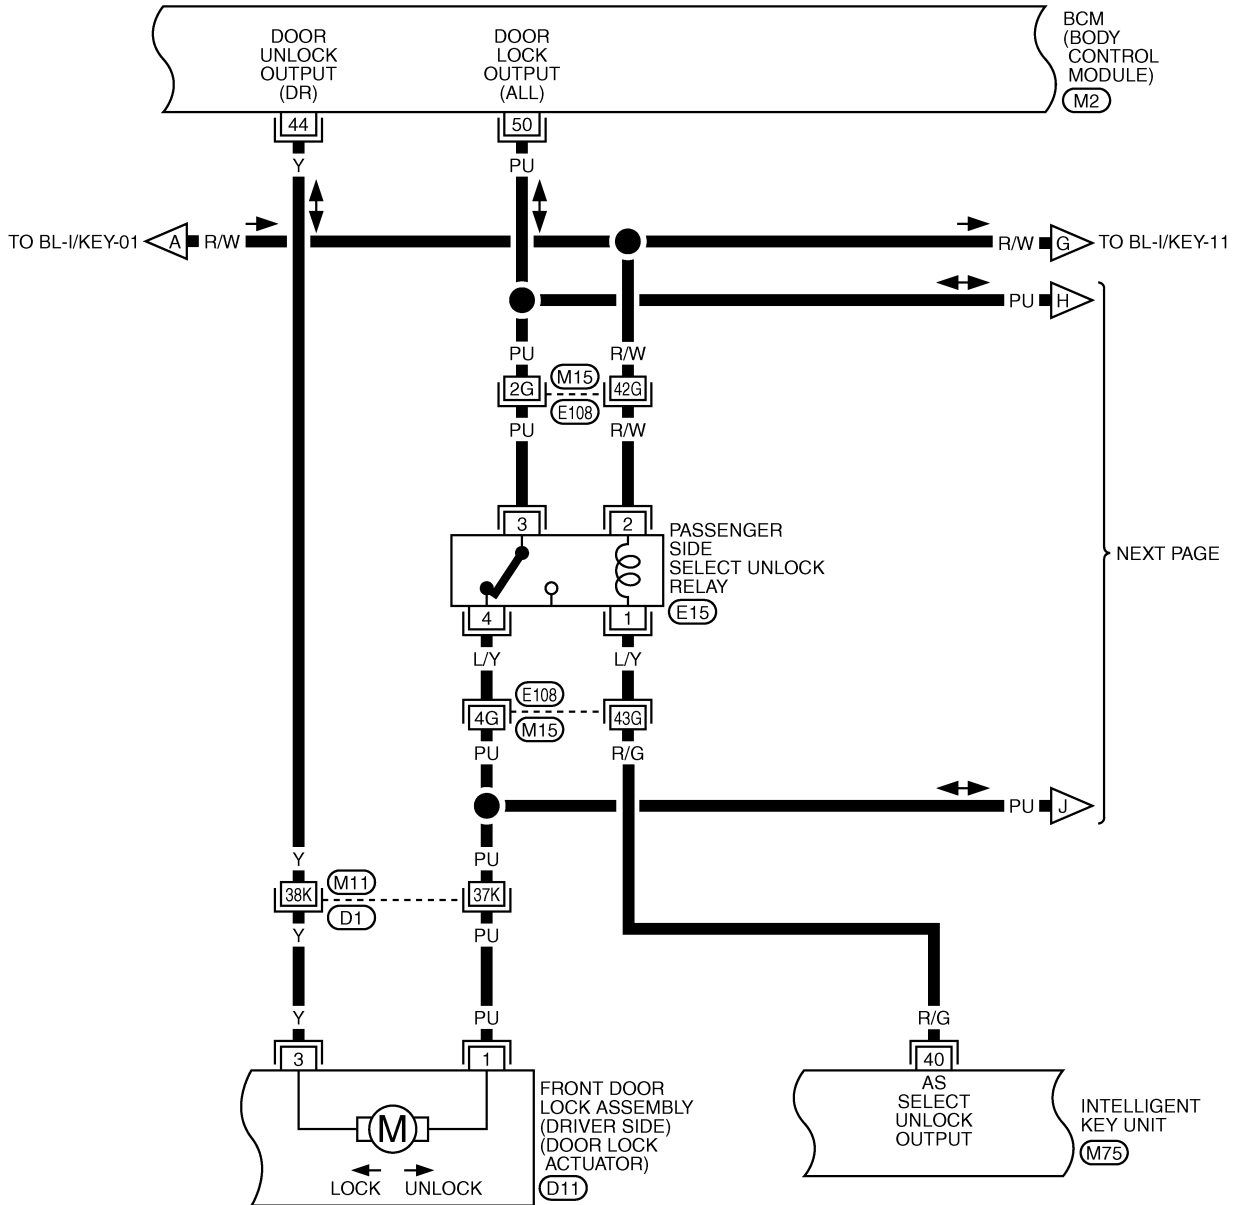 BCM
(BODY
CONTROL
MODULE)
M2
DOOR
UNLOCK
OUTPUT
(DR)
DOOR
LOCK
OUTPUT
(ALL)
44
50
Y
PU
TO BL-I/KEY-01
A
R/W
R/W
G
TO BL-I/KEY-11
PU
H
PU
R/W
2G
M15
E108
42G
PU
R/W
3
2
PASSENGER
SIDE
SELECT UNLOCK
RELAY
E15
NEXT PAGE
4
1
L/Y
L/Y
4G
E108
M15
43G
PU
R/G
PU
J
Y
PU
38K
M11
D1
37K
Y
PU
Y
PU
R/G
3
1
40
M
LOCK
UNLOCK
FRONT DOOR
LOCK ASSEMBLY
(DRIVER SIDE)
(DOOR LOCK
ACTUATOR)
D11
AS
SELECT
UNLOCK
OUTPUT
INTELLIGENT
KEY UNIT
M75